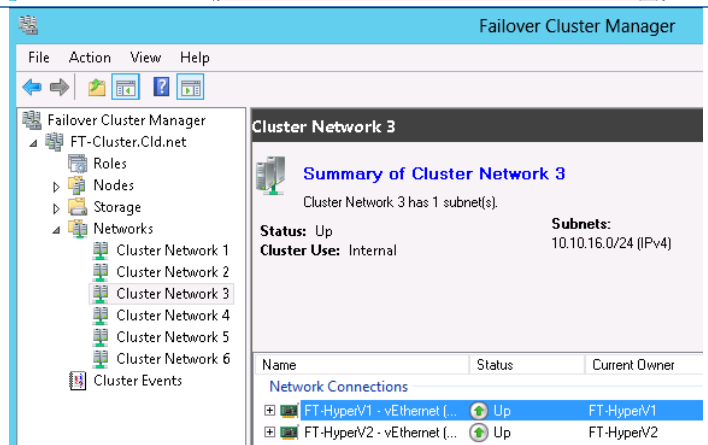 Failover Cluster Manager
File Action View Help
Failover Cluster Manager
FT-Cluster.Cld.net
Roles
Nodes
Storage
Networks
Cluster Network 1
Cluster Network 2
Cluster Network 3
Cluster Network 4
Cluster Network 5
Cluster Network 6
Cluster Events
Cluster Network 3
Summary of Cluster Network 3
Cluster Network 3 has 1 subnet(s).
Status: Up
Cluster Use: Internal
Subnets:
10.10.16.0/24 (IPv4)
Name Status Current Owner
Network Connections
FT-HyperV1 - vEthernet (... Up FT-HyperV1
FT-HyperV2 - vEthernet (... Up FT-HyperV2